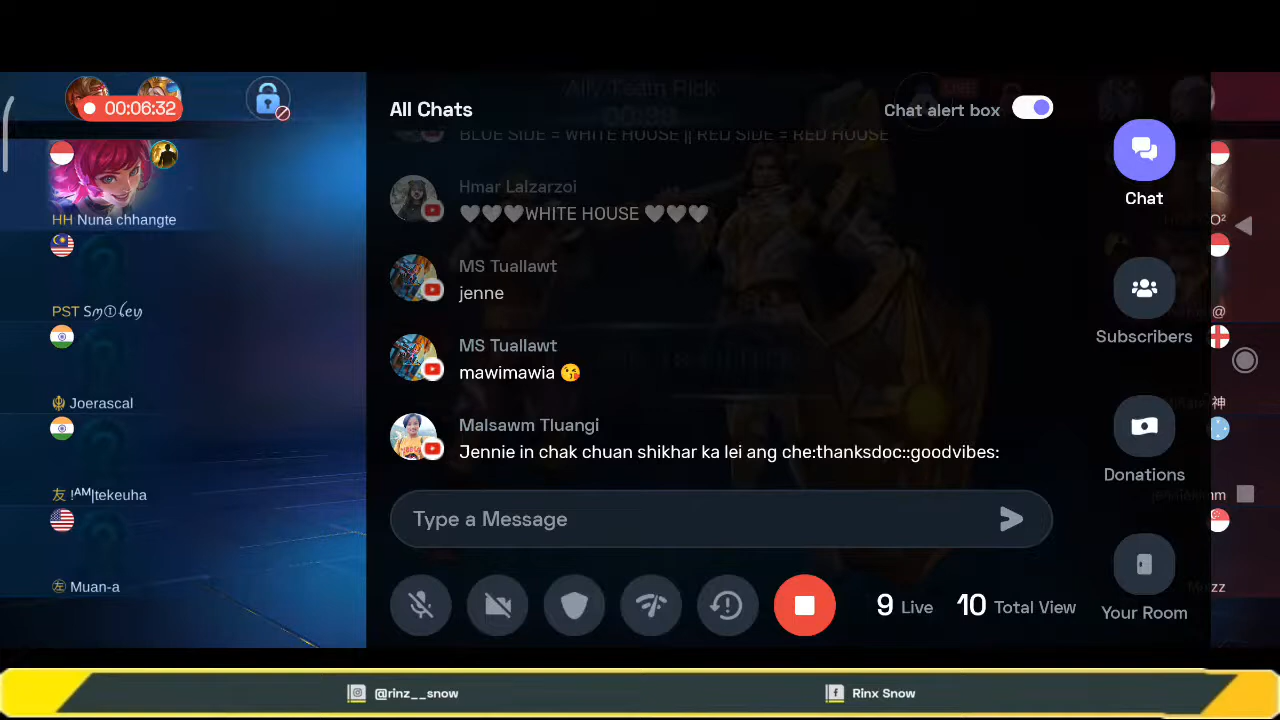 00:06:32
All Chats
Chat alert box
BLUE SIDE = WHITE HOUSE || RED SIDE = RED HOUSE
Hmar Lalzarzoi
🤍🤍🤍WHITE HOUSE 🤍🤍🤍
MS Tuallawt
jenne
MS Tuallawt
mawimawia 😘
Malsawm Tluangi
Jennie in chak chuan shikhar ka lei ang che:thanksdoc::goodvibes:
Type a Message
9 Live
10 Total View
Chat
Subscribers
Donations
Your Room
HH Nuna chhangte
PST Sოⓘley
Joerascal
友 !ᴬᴹ|tekeuha
㊧ Muan-a
@rinz__snow
Rinx Snow